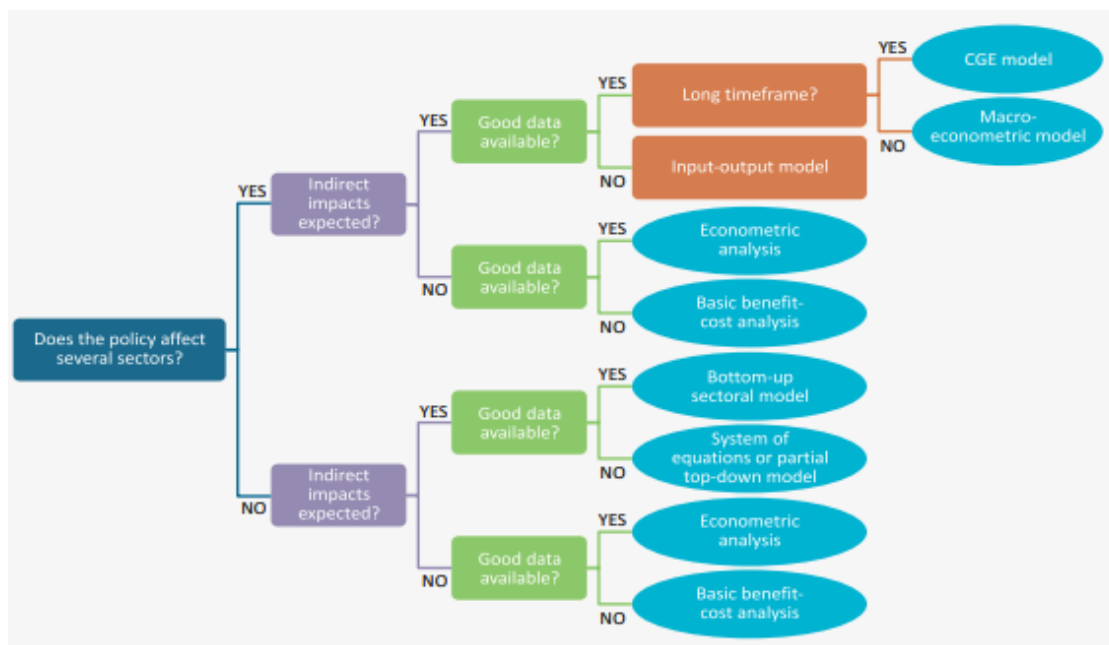 Does the policy affect
several sectors?
YES
NO
Indirect
impacts
expected?
YES
NO
Good data
available?
YES
NO
Long timeframe?
YES
NO
CGE model
Macro-
econometric model
Input-output model
Good data
available?
YES
NO
Econometric
analysis
Basic benefit-
cost analysis
Indirect
impacts
expected?
YES
NO
Good data
available?
YES
NO
Bottom-up
sectoral model
System of
equations or partial
top-down model
Good data
available?
YES
NO
Econometric
analysis
Basic benefit-
cost analysis